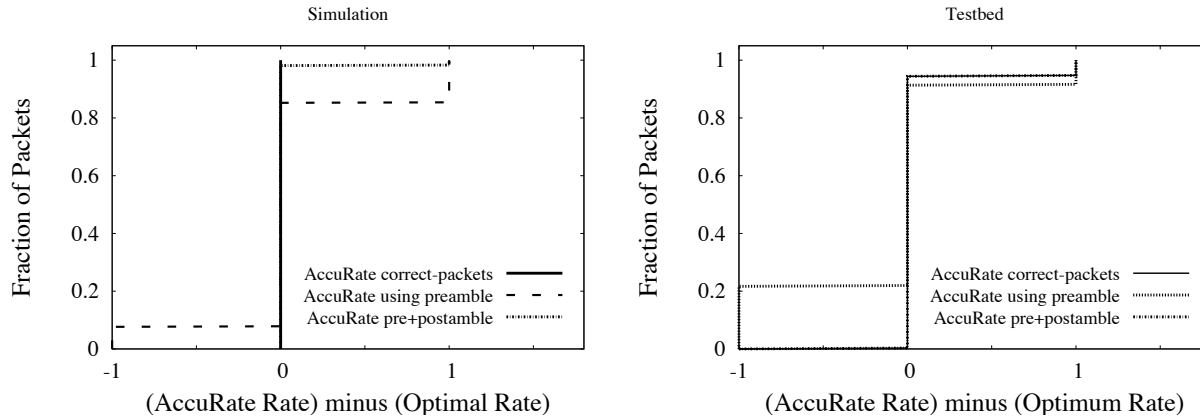 Simulation
Fraction of Packets
1
0.8
0.6
0.4
0.2
0
-1
0
1
AccuRate correct-packets
AccuRate using preamble
AccuRate pre+postamble
(AccuRate Rate) minus (Optimal Rate)
Testbed
Fraction of Packets
1
0.8
0.6
0.4
0.2
0
-1
0
1
AccuRate correct-packets
AccuRate using preamble
AccuRate pre+postamble
(AccuRate Rate) minus (Optimum Rate)